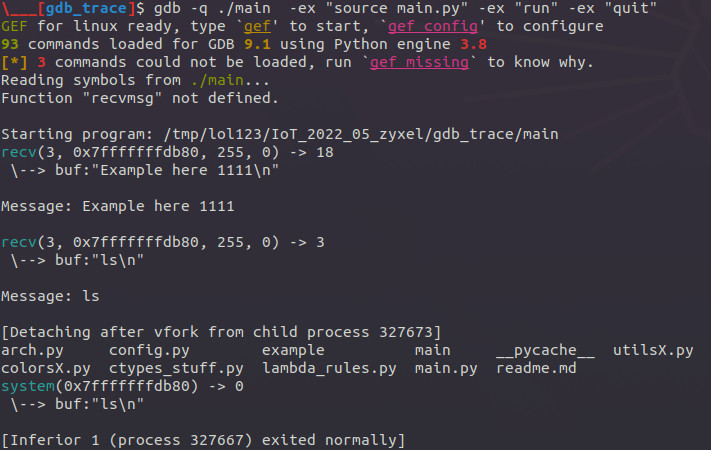 \___[gdb_trace]$ gdb -q ./main  -ex "source main.py" -ex "run" -ex "quit"
GEF for linux ready, type `gef' to start, `gef config' to configure
93 commands loaded for GDB 9.1 using Python engine 3.8
[*] 3 commands could not be loaded, run `gef missing` to know why.
Reading symbols from ./main...
Function "recvmsg" not defined.
Starting program: /tmp/lol123/IoT_2022_05_zyxel/gdb_trace/main
recv(3, 0x7fffffffdb80, 255, 0) -> 18
 \--> buf:"Example here 1111\n"
Message: Example here 1111
recv(3, 0x7fffffffdb80, 255, 0) -> 3
 \--> buf:"ls\n"
Message: ls
[Detaching after vfork from child process 327673]
arch.py     config.py        example          main     __pycache__  utilsX.py
colorsX.py  ctypes_stuff.py  lambda_rules.py  main.py  readme.md
system(0x7fffffffdb80) -> 0
 \--> buf:"ls\n"
[Inferior 1 (process 327667) exited normally]